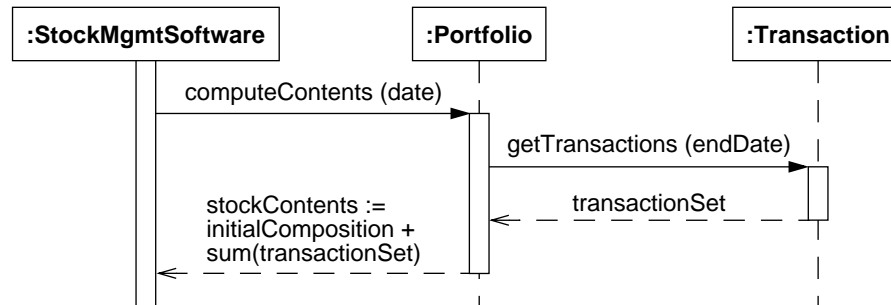 :StockMgmtSoftware
:Portfolio
:Transaction
computeContents (date)
getTransactions (endDate)
transactionSet
stockContents :=
initialComposition +
sum(transactionSet)